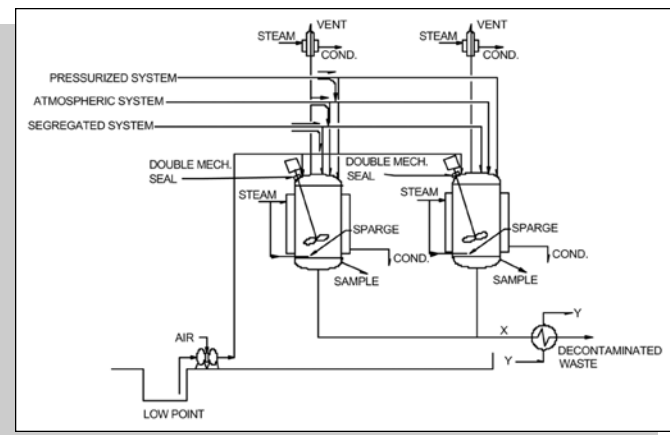 VENT
STEAM
COND.
VENT
STEAM
COND.
PRESSURIZED SYSTEM
ATMOSPHERIC SYSTEM
SEGREGATED SYSTEM
DOUBLE MECH.
SEAL
DOUBLE MECH.
SEAL
STEAM
STEAM
SPARGE
SPARGE
COND.
COND.
SAMPLE
SAMPLE
X
Y
Y
AIR
DECONTAMINATED
WASTE
LOW POINT